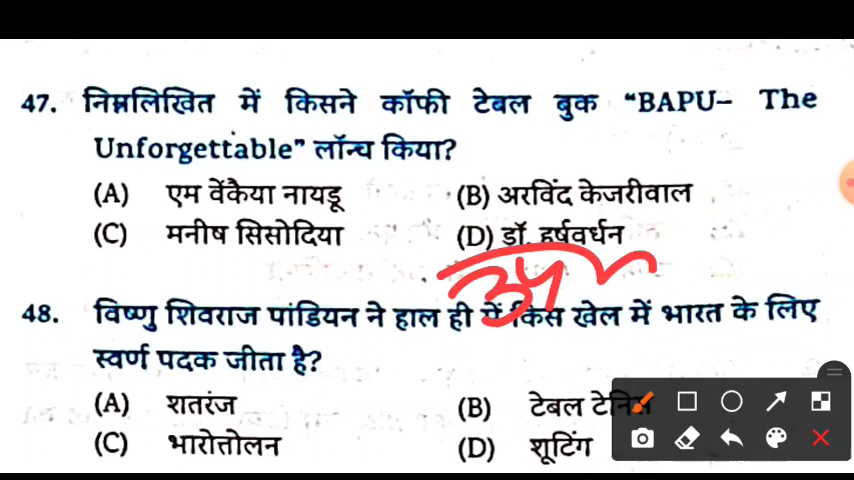 47. निम्नलिखित में किसने कॉफी टेबल बुक “BAPU– The
Unforgettable” लॉन्च किया?
(A) एम वेंकैया नायडू (B) अरविंद केजरीवाल
(C) मनीष सिसोदिया (D) डॉ. हर्षवर्धन
48. विष्णु शिवराज पांडियन ने हाल ही में किस खेल में भारत के लिए
स्वर्ण पदक जीता है?
(A) शतरंज (B) टेबल टेनिस
(C) भारोत्तोलन (D) शूटिंग